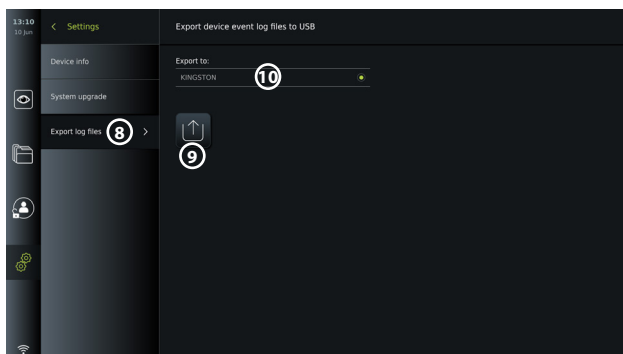 13:10
10 Jun
Settings
Export device event log files to USB
Device info
Export to:
KINGSTON
10
System upgrade
Export log files
8
9